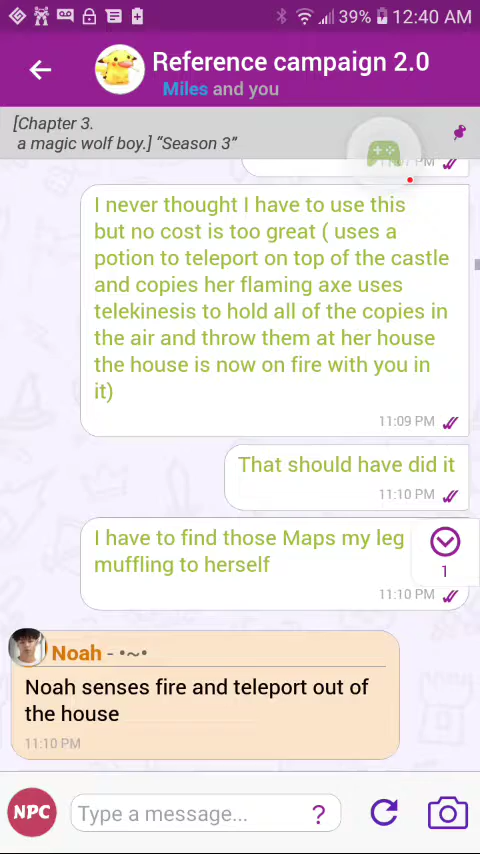 39% 12:40 AM
Reference campaign 2.0
Miles and you
[Chapter 3.
a magic wolf boy.] “Season 3”
PM
I never thought I have to use this
but no cost is too great ( uses a
potion to teleport on top of the castle
and copies her flaming axe uses
telekinesis to hold all of the copies in
the air and throw them at her house
the house is now on fire with you in
it)
11:09 PM
That should have did it
11:10 PM
I have to find those Maps my leg
muffling to herself
1
11:10 PM
Noah - •~•
Noah senses fire and teleport out of
the house
11:10 PM
NPC
Type a message...
?